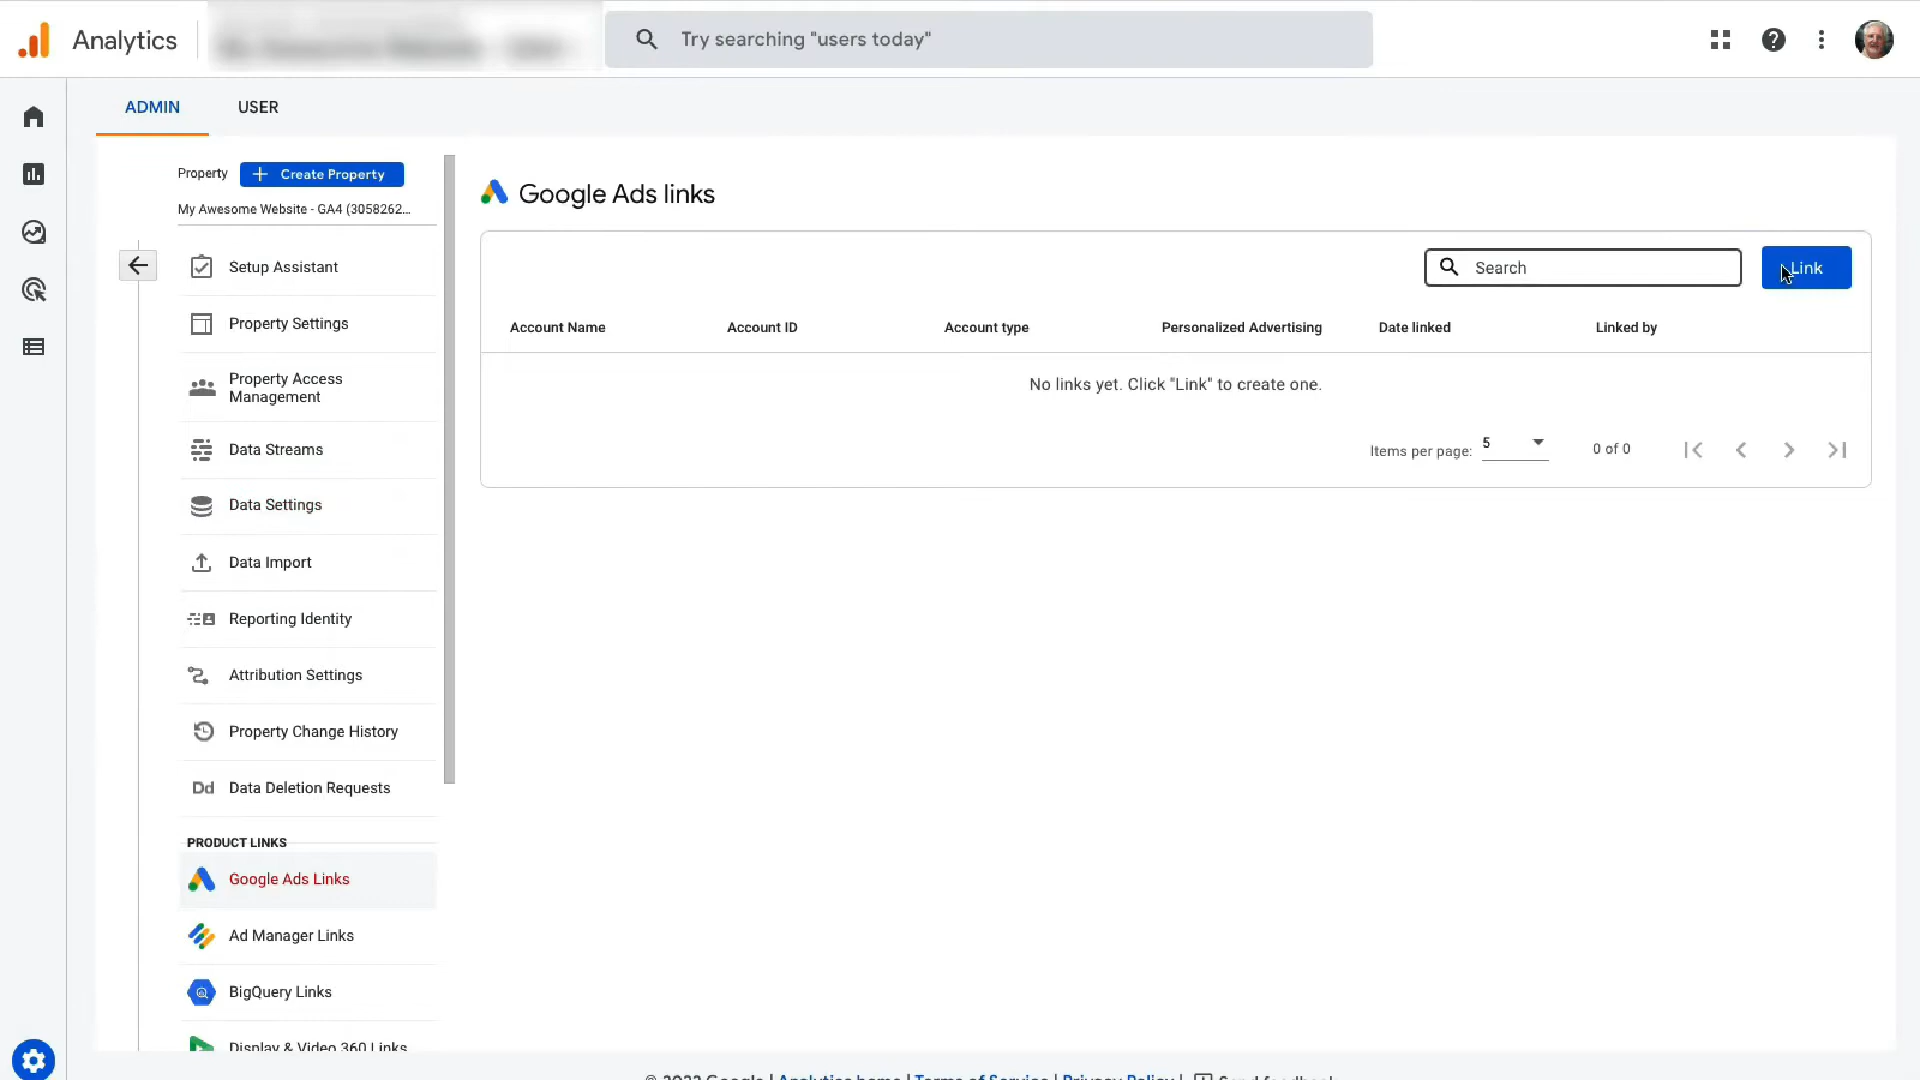 Analytics
Try searching "users today"
ADMIN
USER
Property
Create Property
My Awesome Website - GA4 (3058262...
Setup Assistant
Property Settings
Property Access
Management
Data Streams
Data Settings
Data Import
Reporting Identity
Attribution Settings
Property Change History
Dd Data Deletion Requests
PRODUCT LINKS
Google Ads Links
Ad Manager Links
BigQuery Links
Display & Video 360 Links
Google Ads links
Search
Link
Account Name
Account ID
Account type
Personalized Advertising
Date linked
Linked by
No links yet. Click "Link" to create one.
Items per page: 5
0 of 0
Google | Analytics home | Terms of Service | Privacy Policy | Send feedback